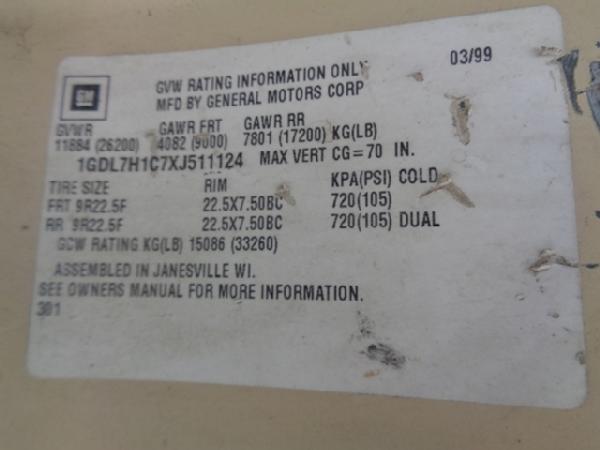 GM
GVW RATING INFORMATION ONLY 03/99
MFD BY GENERAL MOTORS CORP
GVWR GAWR FRT GAWR RR
11884 (26200) 4082 (9000) 7801 (17200) KG(LB)
1GDL7H1C7XJ511124 MAX VERT CG=70 IN.
TIRE SIZE RIM KPA(PSI) COLD
FRT 9R22.5F 22.5X7.50BC 720(105)
RR 9R22.5F 22.5X7.50BC 720(105) DUAL
GCW RATING KG(LB) 15086 (33260)
ASSEMBLED IN JANESVILLE WI.
SEE OWNERS MANUAL FOR MORE INFORMATION.
301